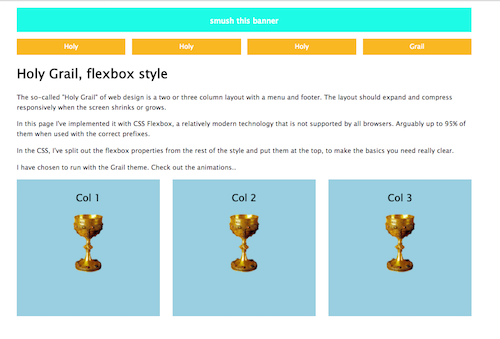 smush this banner
Holy Holy Holy Grail
Holy Grail, flexbox style
The so-called "Holy Grail" of web design is a two or three column layout with a menu and footer. The layout should expand and compress
responsively when the screen shrinks or grows.
In this page I've implemented it with CSS Flexbox, a relatively modern technology that is not supported by all browsers. Arguably up to 95% of
them when used with the correct prefixes.
In the CSS, I've split out the flexbox properties from the rest of the style and put them at the top, to make the basics you need really clear.
I have chosen to run with the Grail theme. Check out the animations..
Col 1 Col 2 Col 3